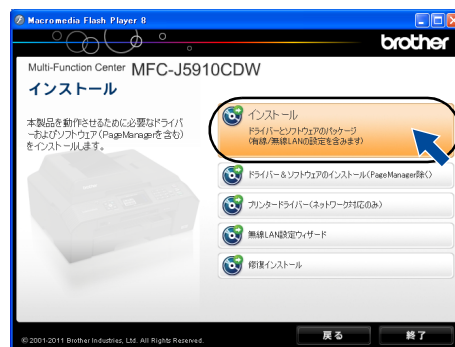 Macromedia Flash Player 8
brother
Multi-Function Center MFC-J5910CDW
インストール
本製品を動作させるために必要なドライバ
ーおよびソフトウェア(PageManagerを含む)
をインストールします。
インストール
ドライバーとソフトウェアのパッケージ
(有線/無線LANの設定を含みます)
ドライバー&ソフトウェアのインストール(PageManager除く)
プリンタードライバー(ネットワーク対応のみ)
無線LAN設定ウィザード
修復インストール
© 2001-2011 Brother Industries, Ltd. All Rights Reserved.
戻る
終了